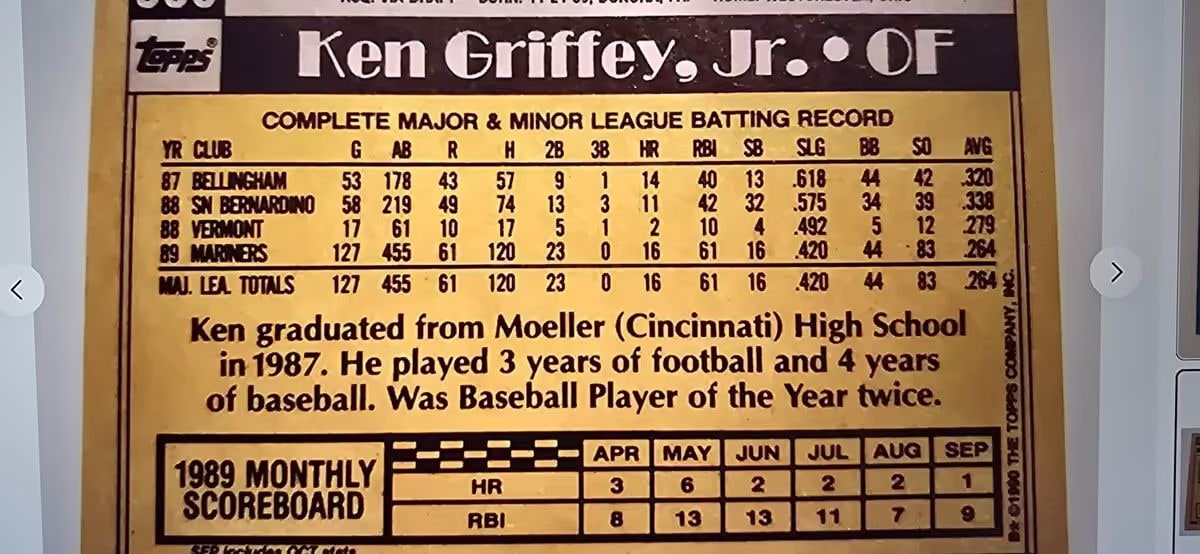 topps®
Ken Griffey, Jr. • OF
COMPLETE MAJOR & MINOR LEAGUE BATTING RECORD
YR CLUB G AB R H 2B 3B HR RBI SB SLG BB SO AVG
87 BELLINGHAM 53 178 43 57 9 1 14 40 13 .618 44 42 .320
88 SN BERNARDINO 58 219 49 74 13 3 11 42 32 .575 34 39 .338
88 VERMONT 17 61 10 17 5 1 2 10 4 .492 5 12 .279
89 MARINERS 127 455 61 120 23 0 16 61 16 .420 44 83 .264
MAJ. LEA. TOTALS 127 455 61 120 23 0 16 61 16 .420 44 83 .264
Ken graduated from Moeller (Cincinnati) High School
in 1987. He played 3 years of football and 4 years
of baseball. Was Baseball Player of the Year twice.
1989 MONTHLY
SCOREBOARD
APR MAY JUN JUL AUG SEP
HR 3 6 2 2 2 1
RBI 8 13 13 11 7 9
SEP includes OCT stats
©1990 THE TOPPS COMPANY, INC.